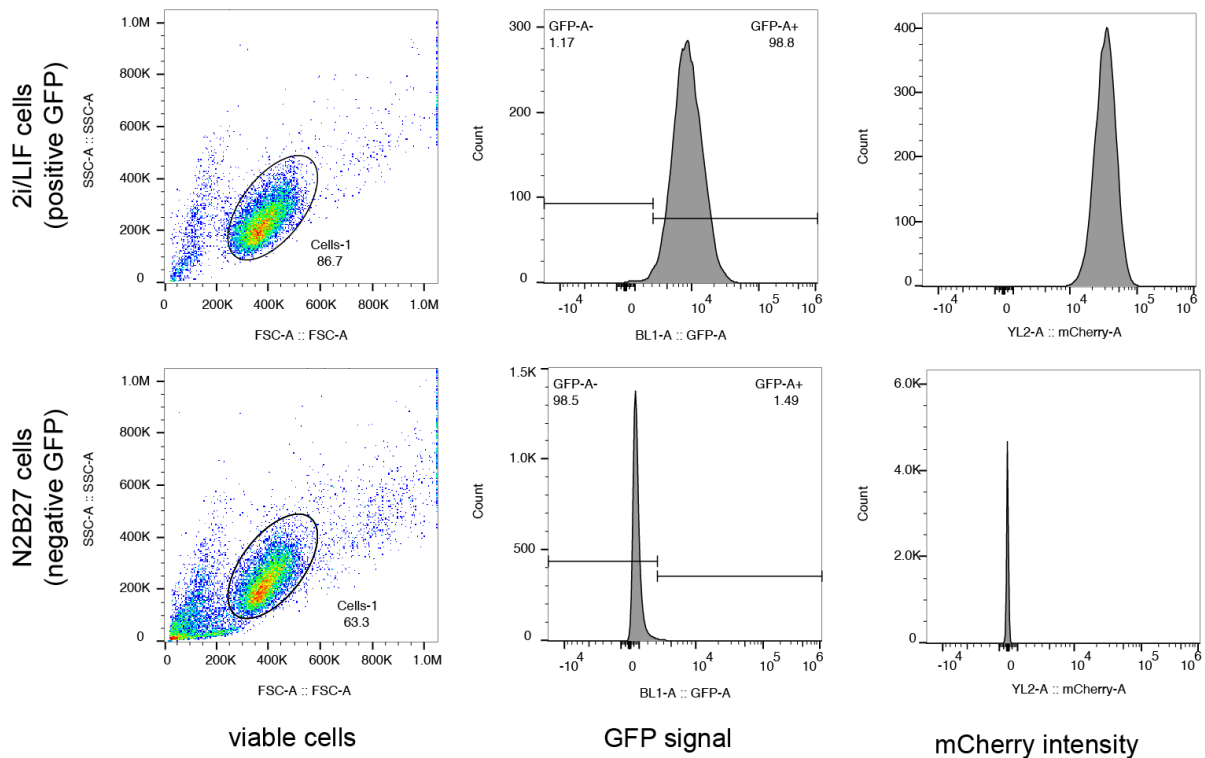 2i/LIF cells
(positive GFP)
SSC-A :: SSC-A
1.0M
800K
600K
400K
200K
0
Cells-1
86.7
0 200K 400K 600K 800K 1.0M
FSC-A :: FSC-A
Count
300
200
100
0
GFP-A-
1.17
GFP-A+
98.8
-10^4 0 10^4 10^5 10^6
BL1-A :: GFP-A
Count
400
300
200
100
0
-10^4 0 10^4 10^5 10^6
YL2-A :: mCherry-A
N2B27 cells
(negative GFP)
SSC-A :: SSC-A
1.0M
800K
600K
400K
200K
0
Cells-1
63.3
0 200K 400K 600K 800K 1.0M
FSC-A :: FSC-A
Count
1.5K
1.0K
500
0
GFP-A-
98.5
GFP-A+
1.49
-10^4 0 10^4 10^5 10^6
BL1-A :: GFP-A
Count
6.0K
4.0K
2.0K
0
-10^4 0 10^4 10^5 10^6
YL2-A :: mCherry-A
viable cells
GFP signal
mCherry intensity